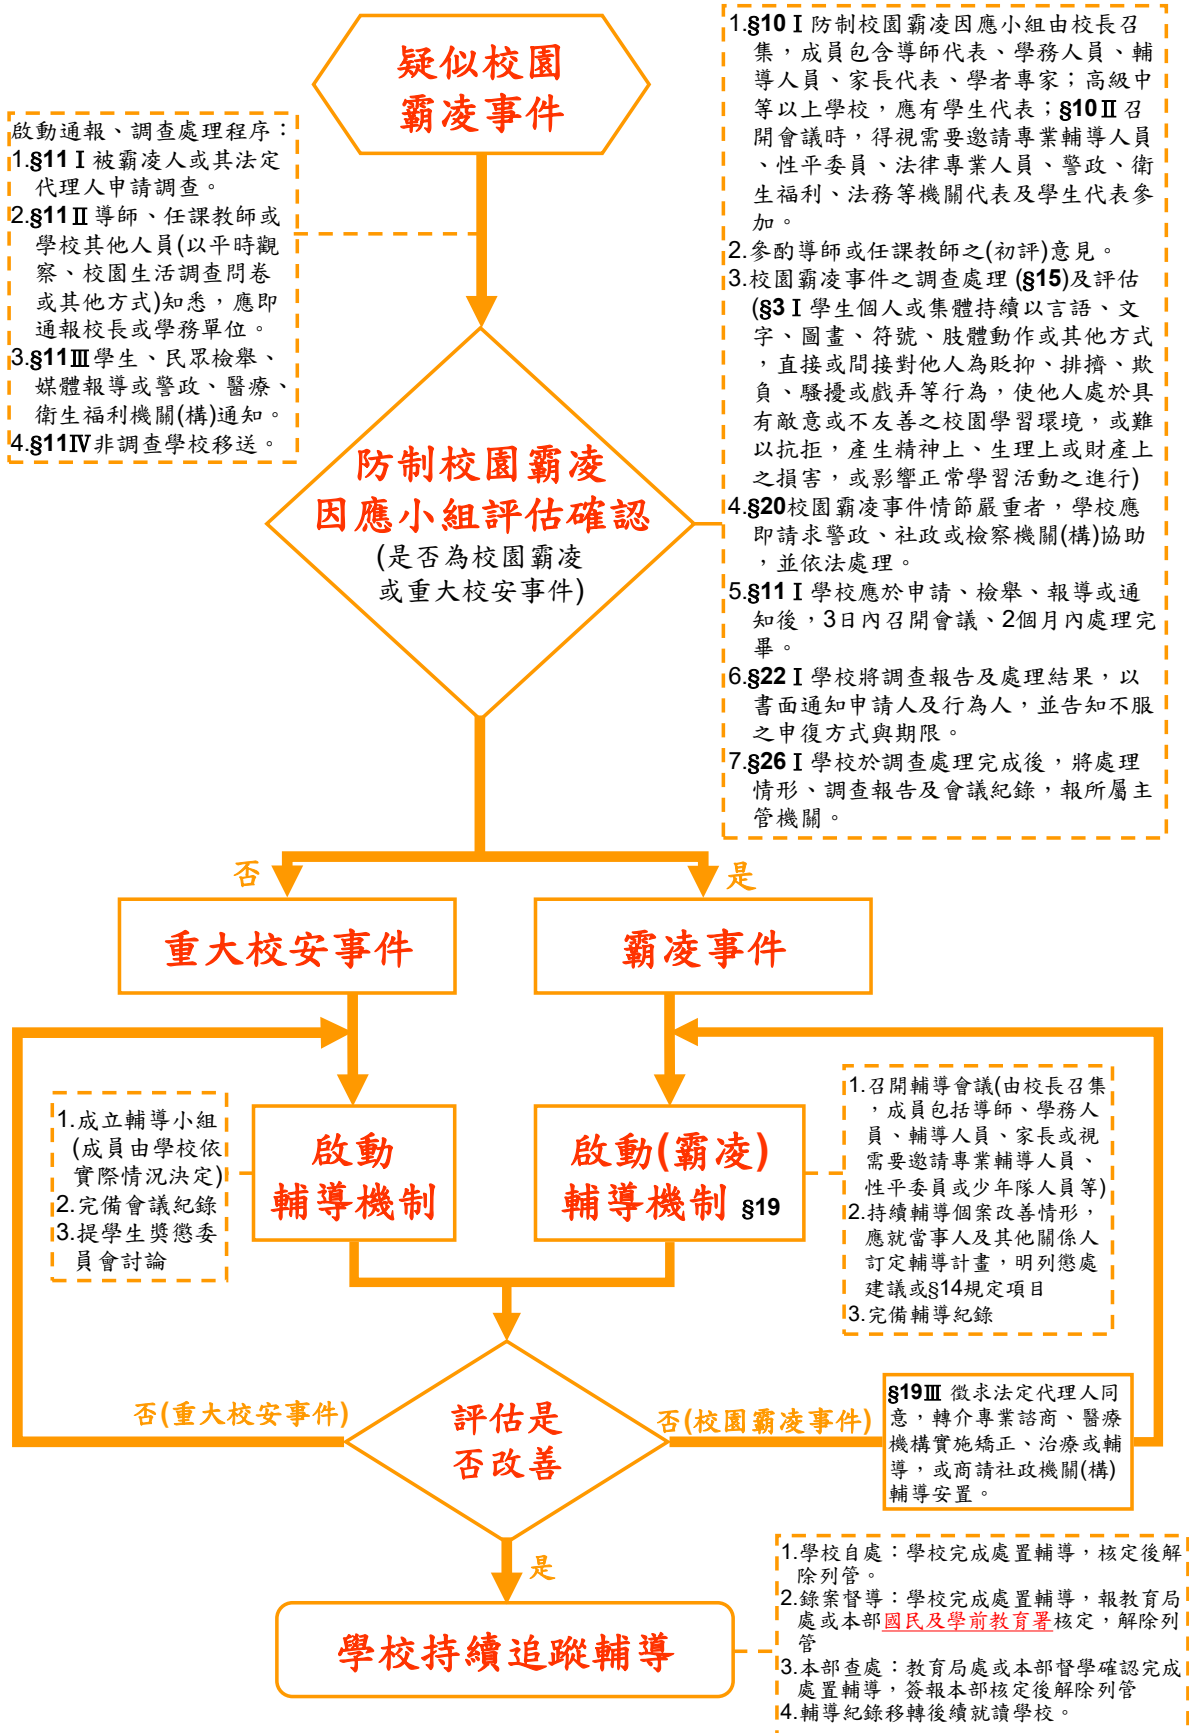 疑似校園
霸凌事件
啟動通報、調查處理程序：
1.§11Ⅰ被霸凌人或其法定
代理人申請調查。
2.§11Ⅱ導師、任課教師或
學校其他人員(以平時觀
察、校園生活調查問卷
或其他方式)知悉，應即
通報校長或學務單位。
3.§11Ⅲ學生、民眾檢舉、
媒體報導或警政、醫療、
衛生福利機關(構)通知。
4.§11Ⅳ非調查學校移送。
1.§10Ⅰ防制校園霸凌因應小組由校長召
集，成員包含導師代表、學務人員、輔
導人員、家長代表、學者專家；高級中
等以上學校，應有學生代表；§10Ⅱ召
開會議時，得視需要邀請專業輔導人員
、性平委員、法律專業人員、警政、衛
生福利、法務等機關代表及學生代表參
加。
2.參酌導師或任課教師之(初評)意見。
3.校園霸凌事件之調查處理 (§15)及評估
(§3Ⅰ學生個人或集體持續以言語、文
字、圖畫、符號、肢體動作或其他方式
，直接或間接對他人為貶抑、排擠、欺
負、騷擾或戲弄等行為，使他人處於具
有敵意或不友善之校園學習環境，或難
以抗拒，產生精神上、生理上或財產上
之損害，或影響正常學習活動之進行)
4.§20校園霸凌事件情節嚴重者，學校應
即請求警政、社政或檢察機關(構)協助
，並依法處理。
5.§11Ⅰ學校應於申請、檢舉、報導或通
知後，3日內召開會議、2個月內處理完
畢。
6.§22Ⅰ學校將調查報告及處理結果，以
書面通知申請人及行為人，並告知不服
之申復方式與期限。
7.§26Ⅰ學校於調查處理完成後，將處理
情形、調查報告及會議紀錄，報所屬主
管機關。
防制校園霸凌
因應小組評估確認
(是否為校園霸凌
或重大校安事件)
否
是
重大校安事件
霸凌事件
1.成立輔導小組
(成員由學校依
實際情況決定)
2.完備會議紀錄
3.提學生獎懲委
員會討論
啟動
輔導機制
啟動(霸凌)
輔導機制 §19
1.召開輔導會議(由校長召集
，成員包括導師、學務人
員、輔導人員、家長或視
需要邀請專業輔導人員、
性平委員或少年隊人員等)
2.持續輔導個案改善情形，
應就當事人及其他關係人
訂定輔導計畫，明列懲處
建議或§14規定項目
3.完備輔導紀錄
否(重大校安事件)
評估是
否改善
否(校園霸凌事件)
§19Ⅲ 徵求法定代理人同
意，轉介專業諮商、醫療
機構實施矯正、治療或輔
導，或商請社政機關(構)
輔導安置。
是
學校持續追蹤輔導
1.學校自處：學校完成處置輔導，核定後解
除列管。
2.錄案督導：學校完成處置輔導，報教育局
處或本部國民及學前教育署核定，解除列
管
3.本部查處：教育局處或本部督學確認完成
處置輔導，簽報本部核定後解除列管
4.輔導紀錄移轉後續就讀學校。